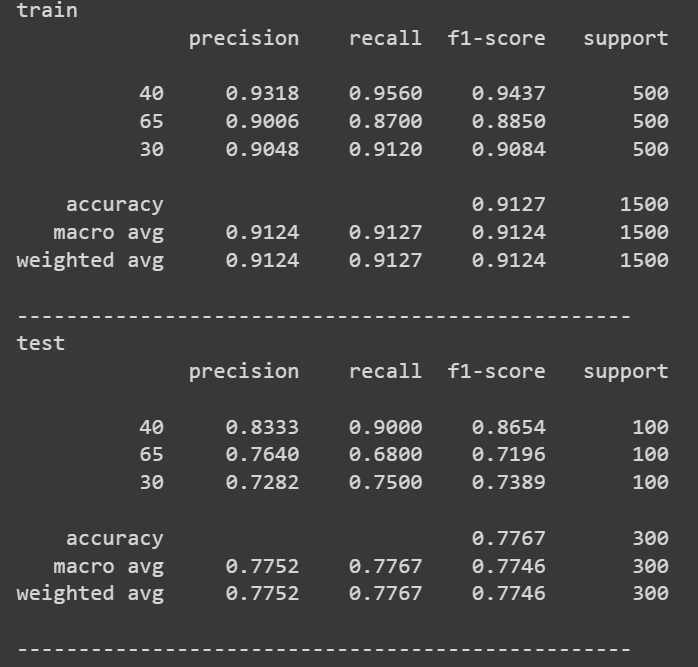 train
precision recall f1-score support
40 0.9318 0.9560 0.9437 500
65 0.9006 0.8700 0.8850 500
30 0.9048 0.9120 0.9084 500
accuracy 0.9127 1500
macro avg 0.9124 0.9127 0.9124 1500
weighted avg 0.9124 0.9127 0.9124 1500
--------------------------------------------------
test
precision recall f1-score support
40 0.8333 0.9000 0.8654 100
65 0.7640 0.6800 0.7196 100
30 0.7282 0.7500 0.7389 100
accuracy 0.7767 300
macro avg 0.7752 0.7767 0.7746 300
weighted avg 0.7752 0.7767 0.7746 300
--------------------------------------------------